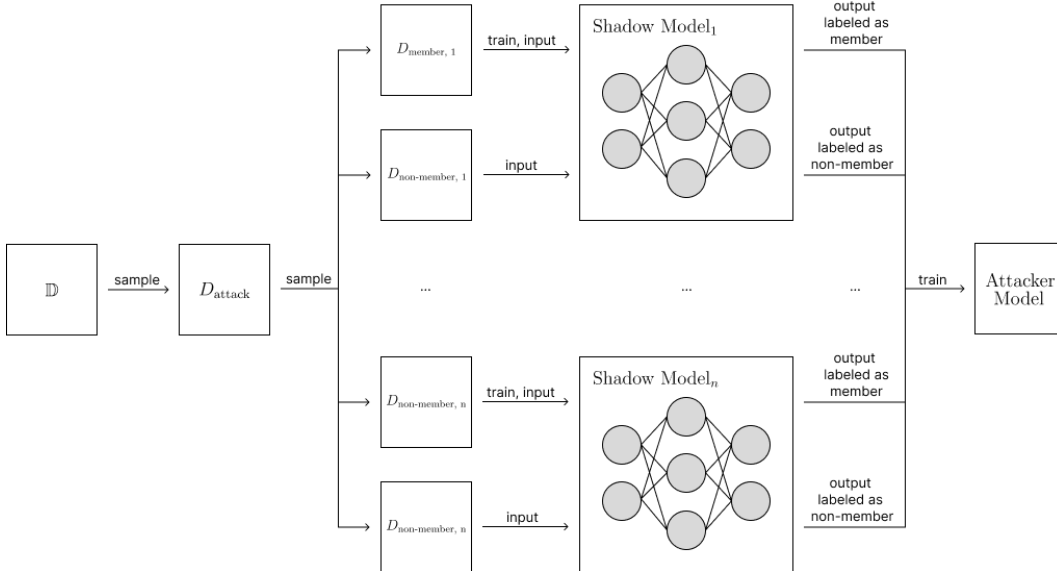 output
labeled as
member
Shadow Model₁
D_member, 1
train, input
output
labeled as
non-member
D_non-member, 1
input
𝔻
sample
D_attack
sample
...
...
...
train
Attacker
Model
output
labeled as
member
Shadow Modelₙ
D_non-member, n
train, input
output
labeled as
non-member
D_non-member, n
input